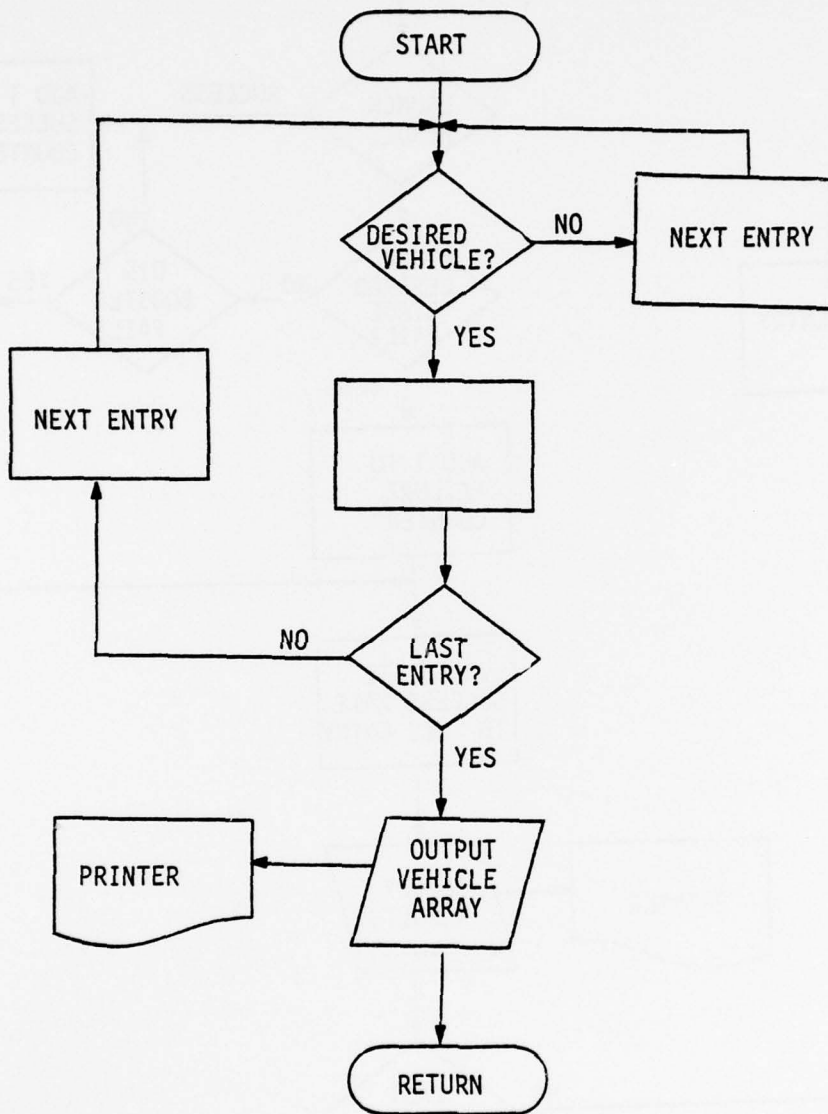 START
DESIRED
VEHICLE?
NO
NEXT ENTRY
YES
NEXT ENTRY
NO
LAST
ENTRY?
YES
PRINTER
OUTPUT
VEHICLE
ARRAY
RETURN